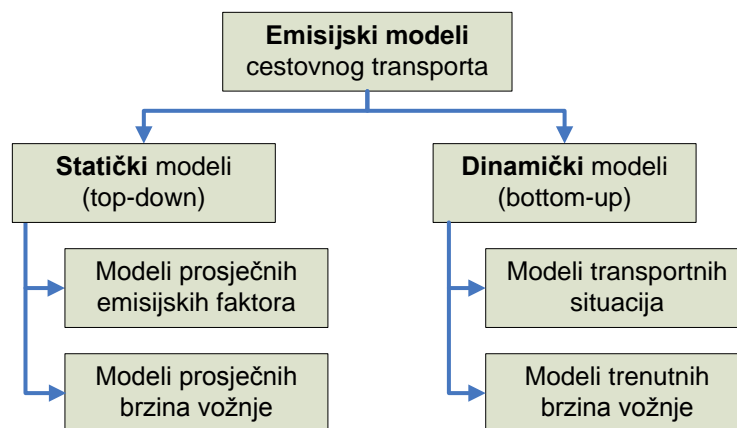 Emisijski modeli
cestovnog transporta
Statički modeli
(top-down)
Dinamički modeli
(bottom-up)
Modeli prosječnih
emisijskih faktora
Modeli transportnih
situacija
Modeli prosječnih
brzina vožnje
Modeli trenutnih
brzina vožnje